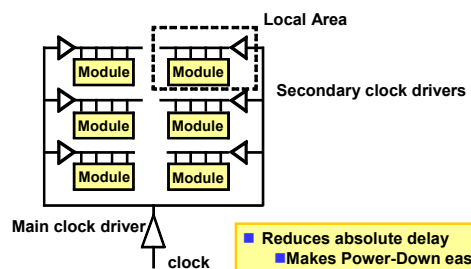 Local Area
Module Module
Secondary clock drivers
Module Module
Module Module
Main clock driver
clock
Reduces absolute delay
Makes Power-Down eas